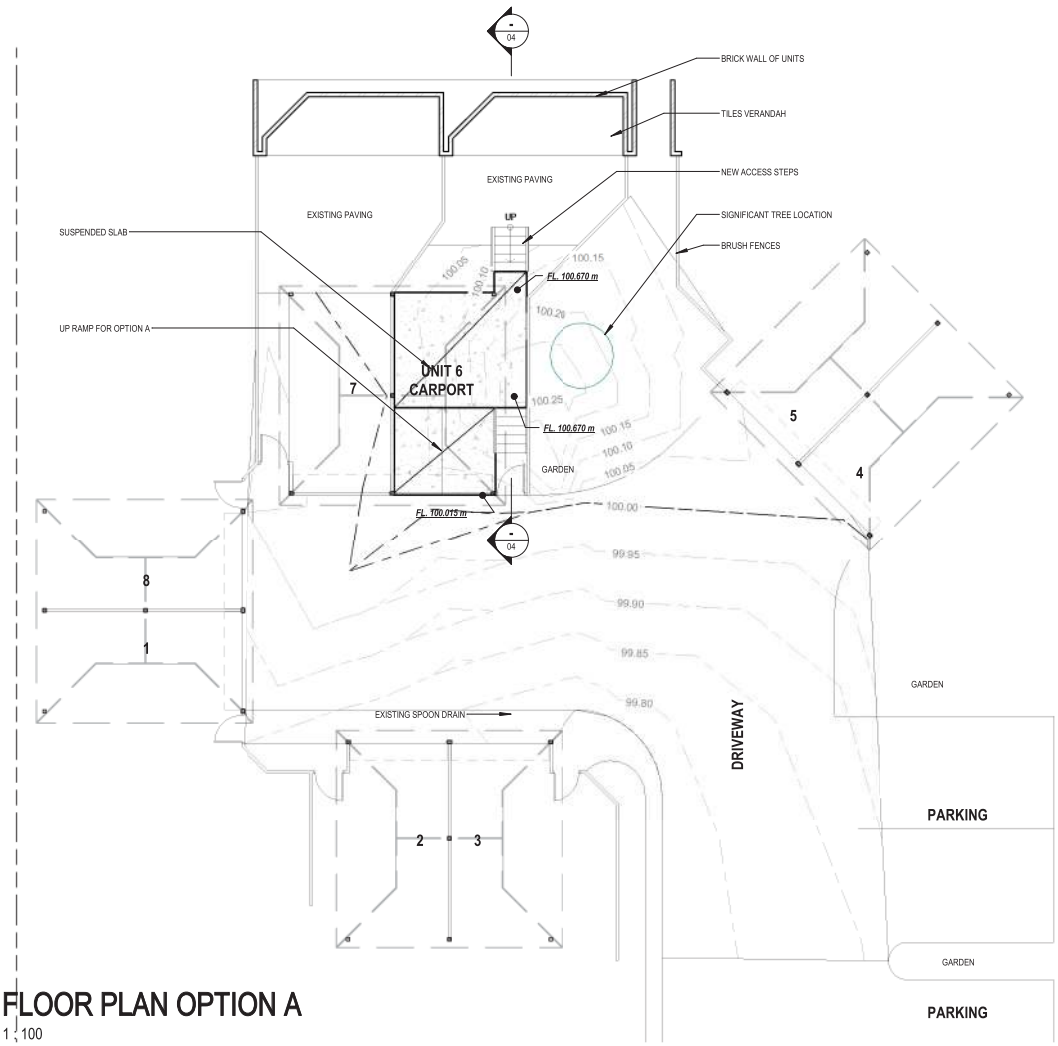 -
04
BRICK WALL OF UNITS
TILES VERANDAH
NEW ACCESS STEPS
EXISTING PAVING
EXISTING PAVING
UP
SIGNIFICANT TREE LOCATION
SUSPENDED SLAB
BRUSH FENCES
100.05
100.10
100.15
FL. 100.670 m
100.20
UP RAMP FOR OPTION A
UNIT 6
CARPORT
7
100.25
5
FL. 100.670 m
100.15
100.10
100.05
GARDEN
4
FL. 100.015 m
100.00
-
04
99.95
8
99.90
1
99.85
GARDEN
99.80
EXISTING SPOON DRAIN
DRIVEWAY
PARKING
2
3
GARDEN
FLOOR PLAN OPTION A
PARKING
1 : 100